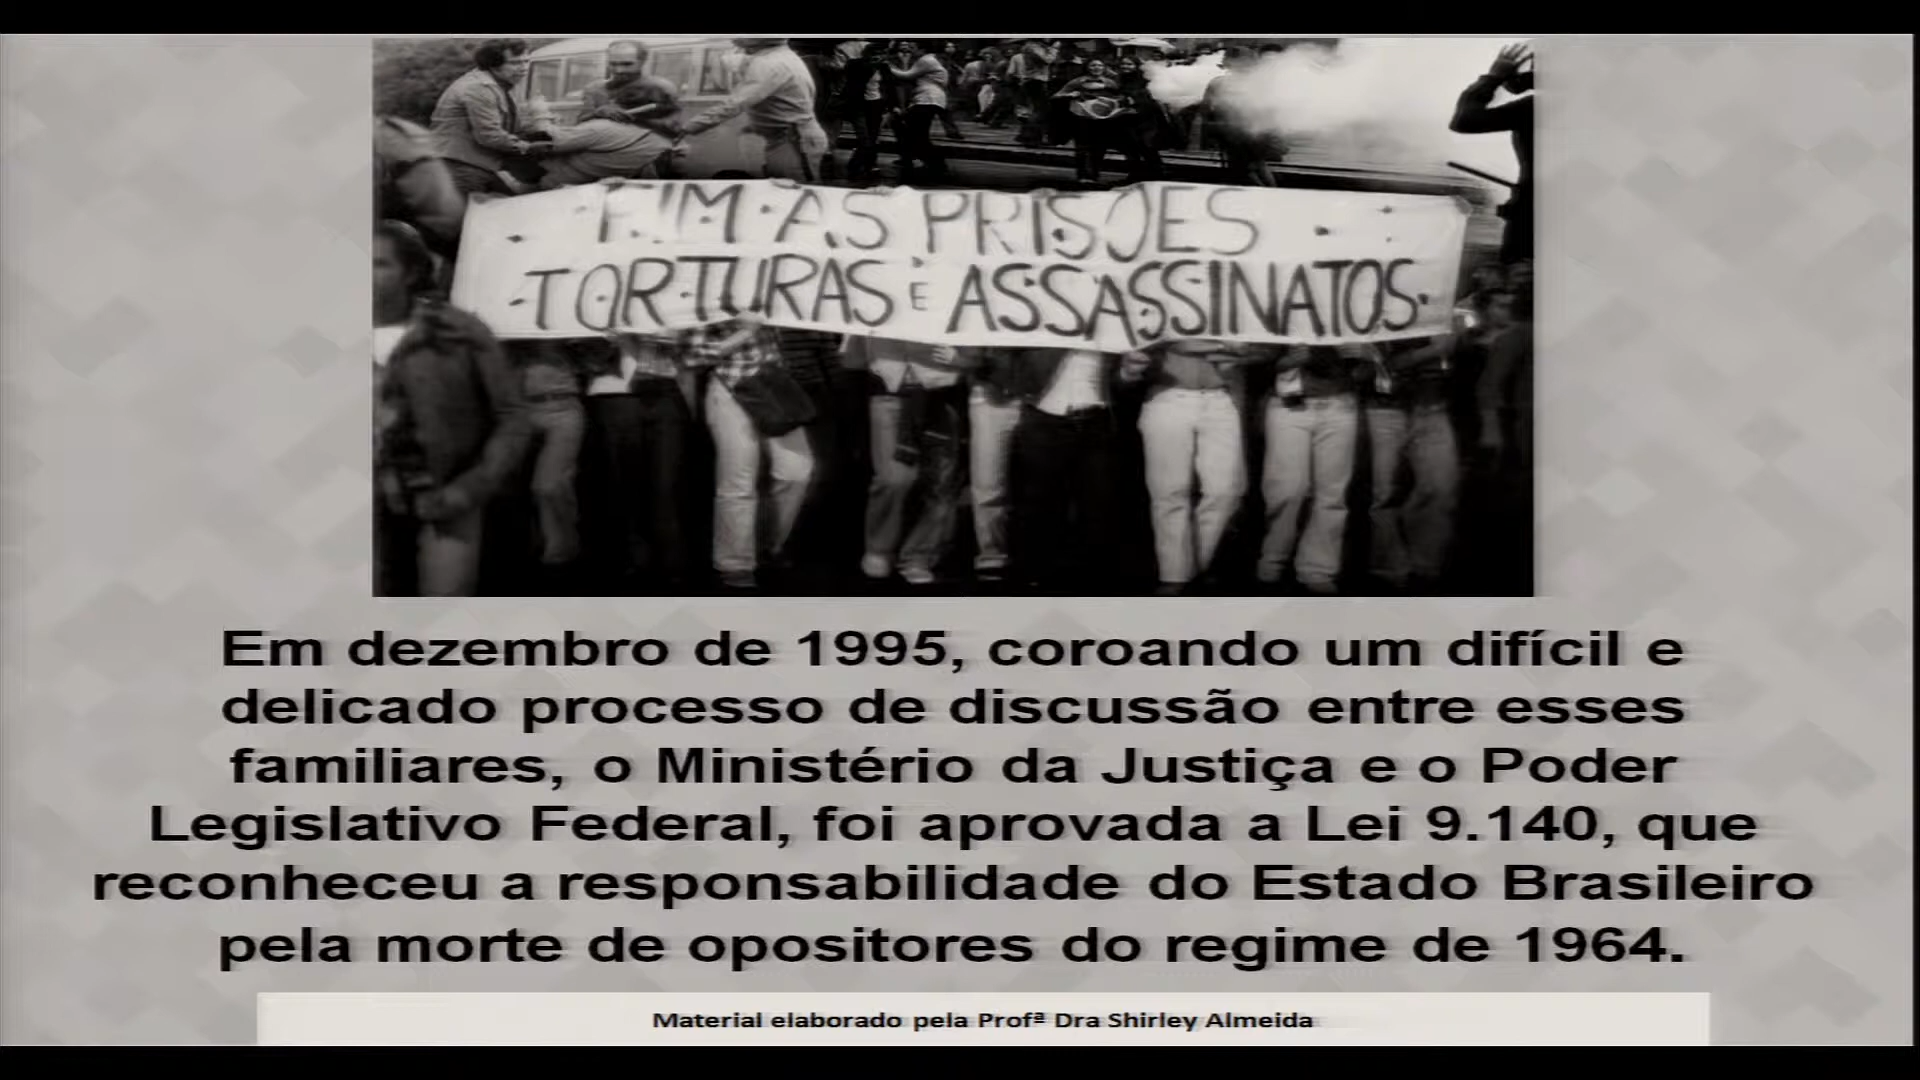 FIM ÀS PRISÕES
TORTURAS E ASSASSINATOS
Em dezembro de 1995, coroando um difícil e
delicado processo de discussão entre esses
familiares, o Ministério da Justiça e o Poder
Legislativo Federal, foi aprovada a Lei 9.140, que
reconheceu a responsabilidade do Estado Brasileiro
pela morte de opositores do regime de 1964.
Material elaborado pela Profª Dra Shirley Almeida